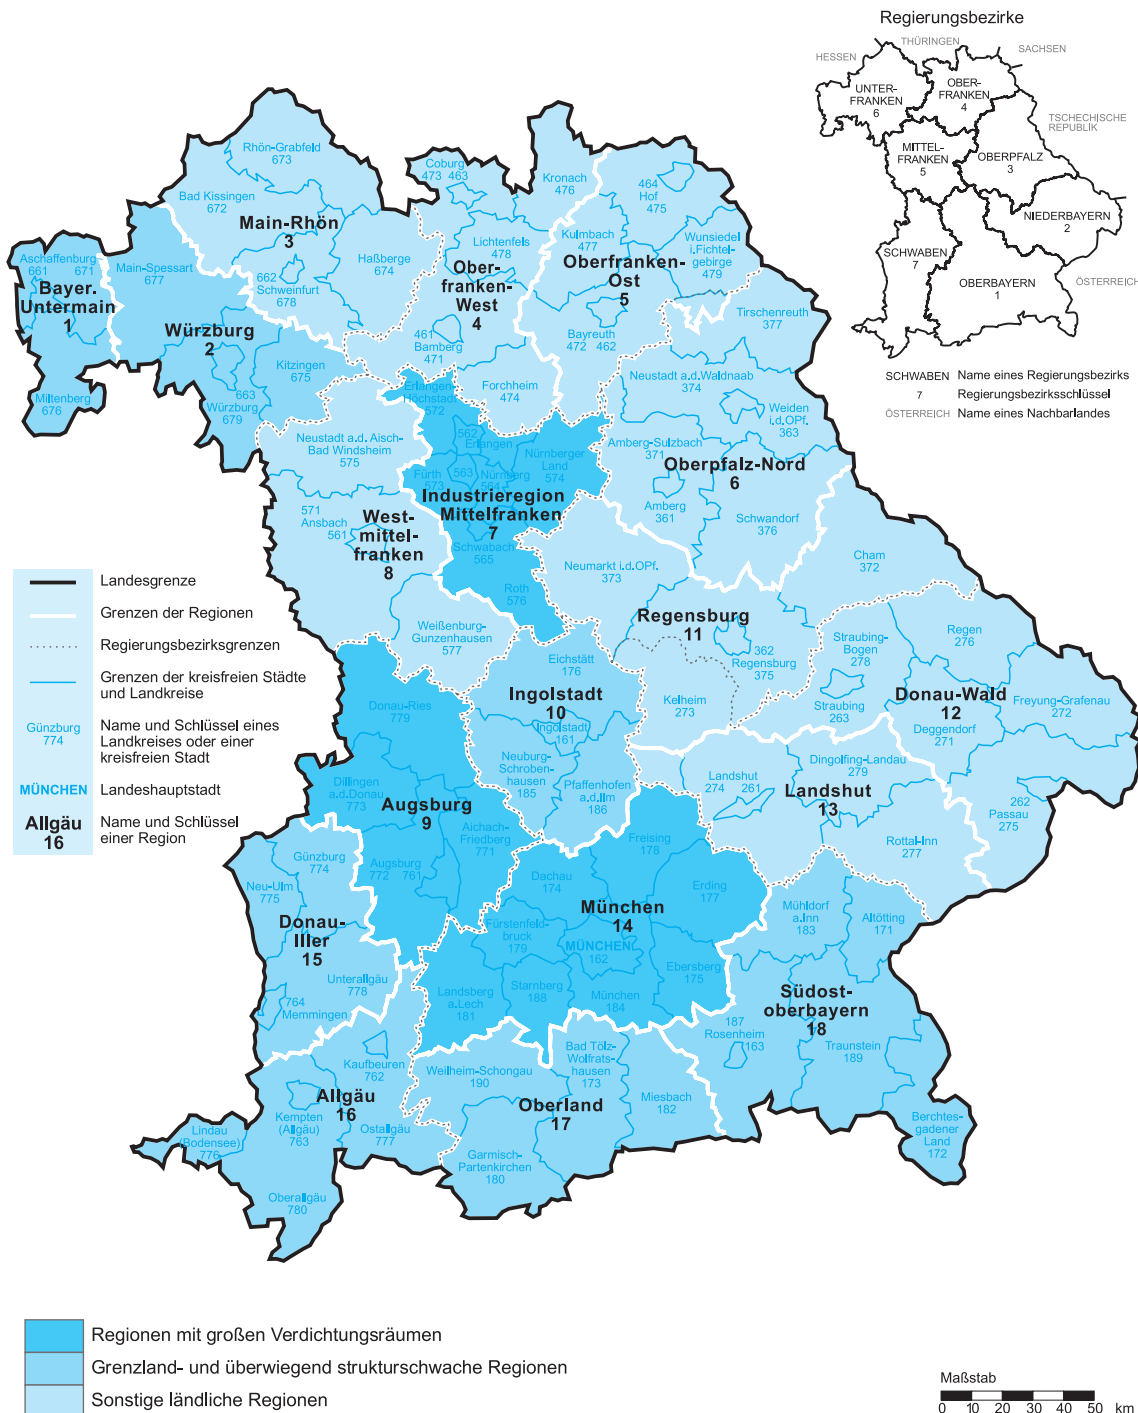 Regierungsbezirke
THÜRINGEN
HESSEN
SACHSEN
UNTER-
FRANKEN
6
OBER-
FRANKEN
4
TSCHECHISCHE
REPUBLIK
MITTEL-
FRANKEN
5
OBERPFALZ
3
NIEDERBAYERN
2
SCHWABEN
7
OBERBAYERN
1
ÖSTERREICH
SCHWABEN Name eines Regierungsbezirks
7 Regierungsbezirksschlüssel
ÖSTERREICH Name eines Nachbarlandes
Rhön-Grabfeld
673
Bad Kissingen
672
Main-Rhön
3
Haßberge
674
662
Schweinfurt
678
Coburg
473 463
Kronach
476
Lichtenfels
478
Ober-
franken-
West
4
461
Bamberg
471
Forchheim
474
464
Hof
475
Kulmbach
477
Wunsiedel
i.Fichtel-
gebirge
479
Oberfranken-
Ost
5
Bayreuth
472 462
Tirschenreuth
377
Aschaffenburg
661 671
Bayer.
Untermain
1
Miltenberg
676
Main-Spessart
677
Würzburg
2
Kitzingen
675
663
Würzburg
679
Neustadt a.d.Waldnaab
374
Weiden
i.d.OPf.
363
Amberg-Sulzbach
371
Oberpfalz-Nord
6
Amberg
361
Schwandorf
376
Erlangen-
Höchstadt
572
562
Erlangen
Nürnberger
Land
574
Fürth
573
563
Nürnberg
564
Industrieregion
Mittelfranken
7
Schwabach
565
Roth
576
Neustadt a.d. Aisch-
Bad Windsheim
575
571
Ansbach
561
West-
mittel-
franken
8
Weißenburg-
Gunzenhausen
577
Neumarkt i.d.OPf.
373
Cham
372
Regensburg
11
362
Regensburg
375
Kelheim
273
Straubing-
Bogen
278
Regen
276
Straubing
263
Donau-Wald
12
Freyung-Grafenau
272
Deggendorf
271
262
Passau
275
Landesgrenze
Grenzen der Regionen
Regierungsbezirksgrenzen
Grenzen der kreisfreien Städte
und Landkreise
Günzburg
774
Name und Schlüssel eines
Landkreises oder einer
kreisfreien Stadt
MÜNCHEN Landeshauptstadt
Allgäu
16
Name und Schlüssel
einer Region
Eichstätt
176
Ingolstadt
10
Ingolstadt
161
Neuburg-
Schroben-
hausen
185
Pfaffenhofen
a.d.Ilm
186
Donau-Ries
779
Dillingen
a.d.Donau
773
Augsburg
9
Aichach-
Friedberg
771
Augsburg
772 761
Dingolfing-Landau
279
Landshut
274 261
Landshut
13
Rottal-Inn
277
Günzburg
774
Neu-Ulm
775
Donau-
Iller
15
Unterallgäu
778
764
Memmingen
Freising
178
Dachau
174
Erding
177
München
14
Fürstenfeld-
bruck
179
MÜNCHEN
162
Ebersberg
175
Landsberg
a.Lech
181
Starnberg
188
München
184
Mühldorf
a.Inn
183
Altötting
171
Südost-
oberbayern
18
187
Rosenheim
163
Traunstein
189
Berchtes-
gadener
Land
172
Kaufbeuren
762
Allgäu
16
Kempten
(Allgäu)
763
Ostallgäu
777
Lindau
(Bodensee)
776
Oberallgäu
780
Weilheim-Schongau
190
Bad Tölz-
Wolfrats-
hausen
173
Miesbach
182
Oberland
17
Garmisch-
Partenkirchen
180
Regionen mit großen Verdichtungsräumen
Grenzland- und überwiegend strukturschwache Regionen
Sonstige ländliche Regionen
Maßstab
0 10 20 30 40 50 km